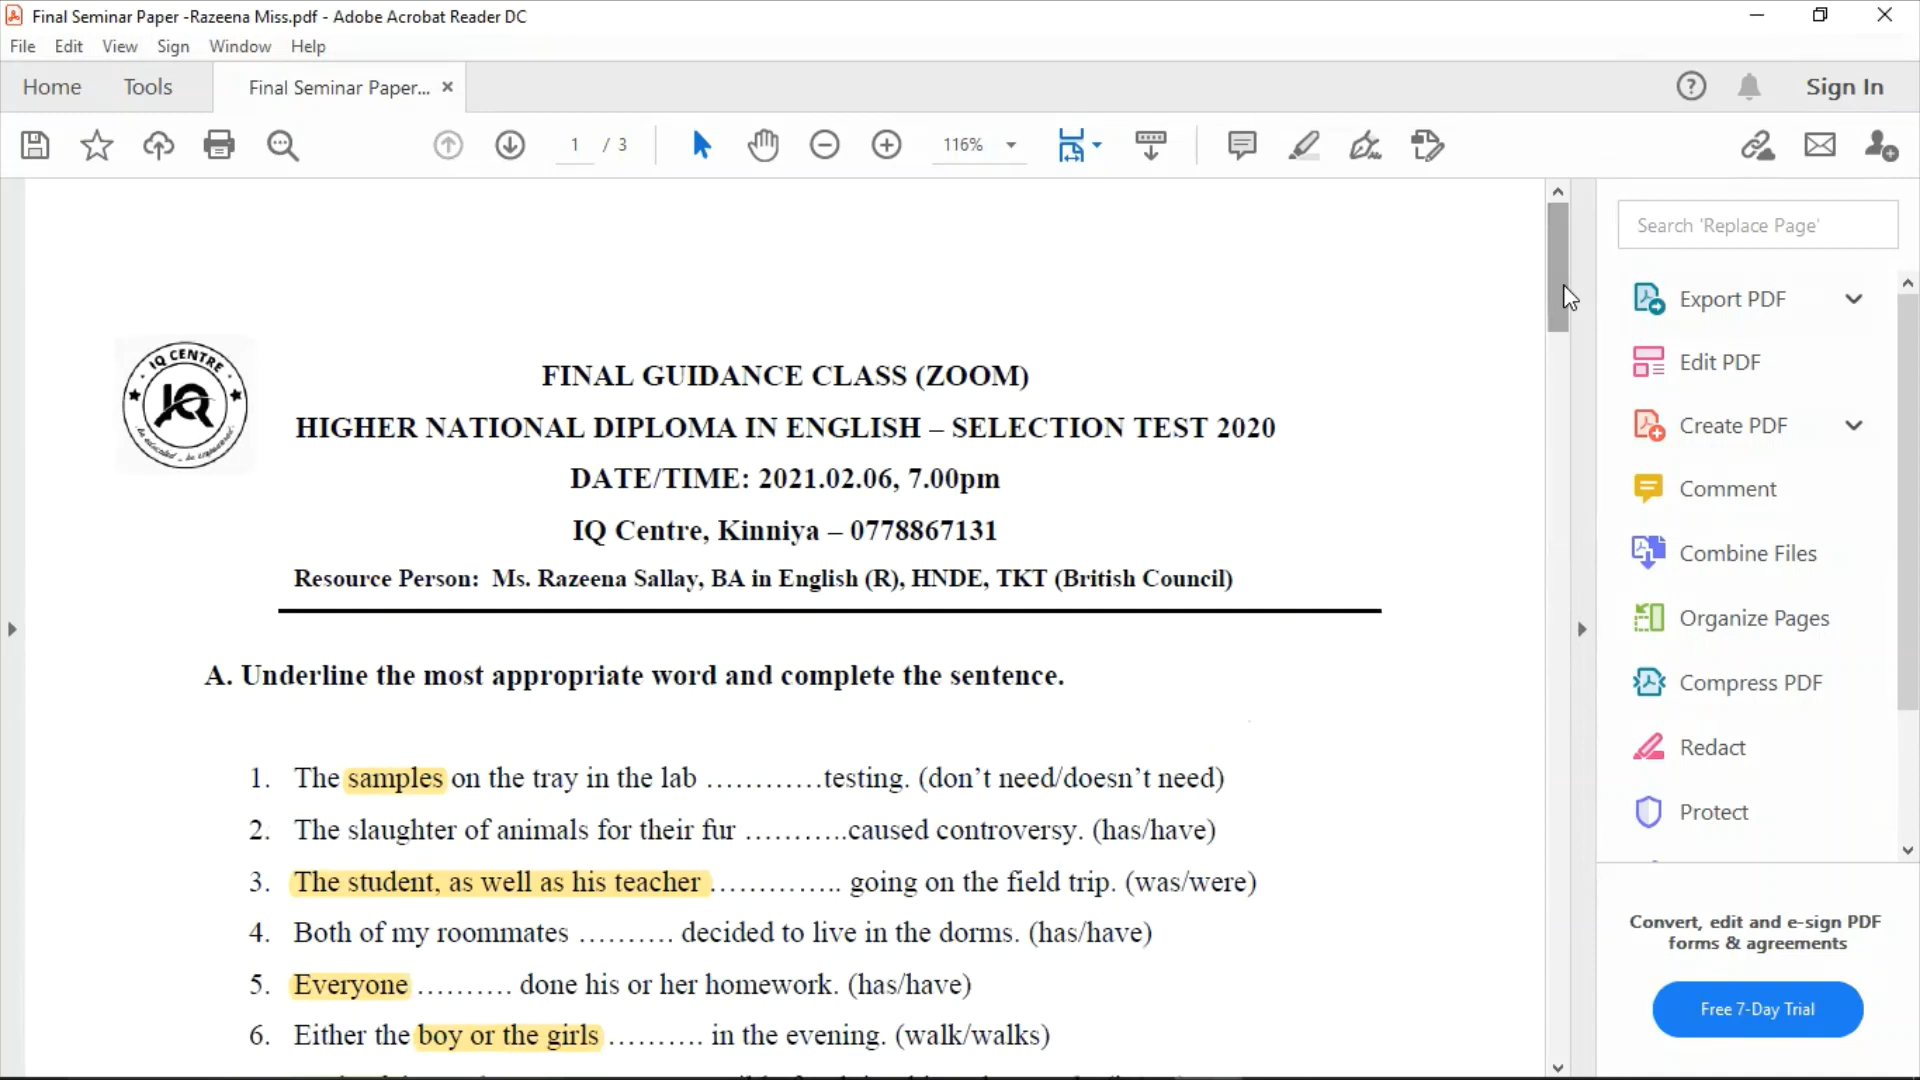 Final Seminar Paper -Razeena Miss.pdf - Adobe Acrobat Reader DC
File Edit View Sign Window Help
Home Tools Final Seminar Paper... × ? Sign In
1 / 3 116%
Search 'Replace Page'
Export PDF
Edit PDF
Create PDF
Comment
Combine Files
Organize Pages
Compress PDF
Redact
Protect
Convert, edit and e-sign PDF
forms & agreements
Free 7-Day Trial
IQ CENTRE
IQ
FINAL GUIDANCE CLASS (ZOOM)
HIGHER NATIONAL DIPLOMA IN ENGLISH – SELECTION TEST 2020
DATE/TIME: 2021.02.06, 7.00pm
IQ Centre, Kinniya – 0778867131
Resource Person: Ms. Razeena Sallay, BA in English (R), HNDE, TKT (British Council)
A. Underline the most appropriate word and complete the sentence.
1. The samples on the tray in the lab …………testing. (don’t need/doesn’t need)
2. The slaughter of animals for their fur ………..caused controversy. (has/have)
3. The student, as well as his teacher ………….. going on the field trip. (was/were)
4. Both of my roommates ………. decided to live in the dorms. (has/have)
5. Everyone ………. done his or her homework. (has/have)
6. Either the boy or the girls ………. in the evening. (walk/walks)